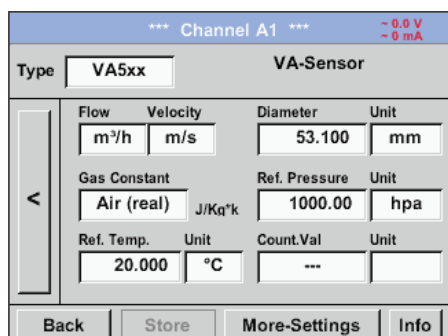 *** Channel A1 ***
~ 0.0 V
~ 0 mA
Type VA5xx VA-Sensor
Flow Velocity Diameter Unit
m³/h m/s 53.100 mm
Gas Constant Ref. Pressure Unit
< Air (real) J/Kg*k 1000.00 hpa
Ref. Temp. Unit Count.Val Unit
20.000 °C ---
Back Store More-Settings Info